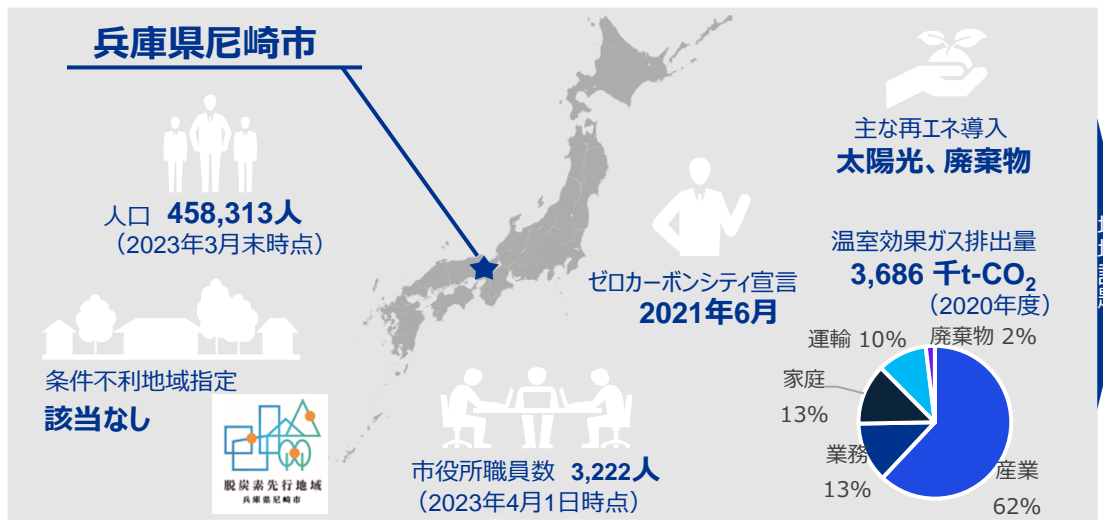 兵庫県尼崎市
人口 458,313人
（2023年3月末時点）
条件不利地域指定
該当なし
脱炭素先行地域
兵庫県尼崎市
ゼロカーボンシティ宣言
2021年6月
市役所職員数 3,222人
（2023年4月1日時点）
主な再エネ導入
太陽光、廃棄物
温室効果ガス排出量
3,686 千t-CO₂
（2020年度）
運輸 10%
廃棄物 2%
家庭
13%
業務
13%
産業
62%